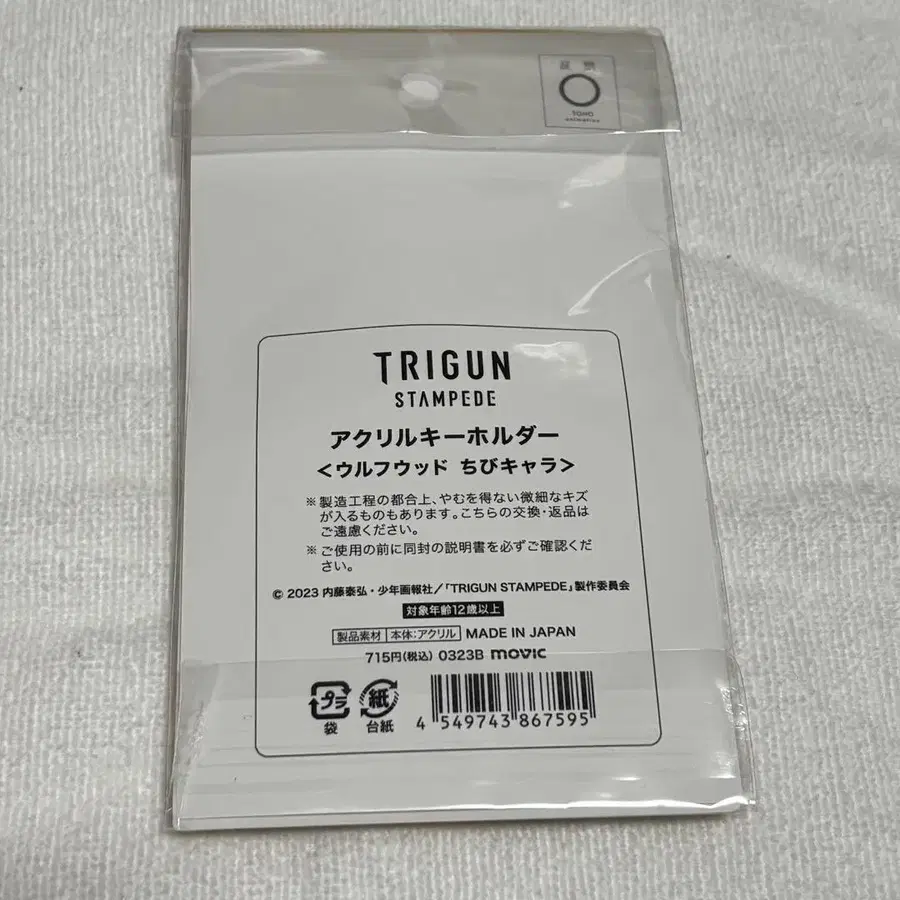 証 票
TOHO
animation
TRIGUN
STAMPEDE
アクリルキーホルダー
<ウルフウッド ちびキャラ>
※製造工程の都合上、やむを得ない微細なキズ
が入るものもあります。こちらの交換・返品は
ご遠慮ください。
※ご使用の前に同封の説明書を必ずご確認くだ
さい。
© 2023 内藤泰弘・少年画報社/「TRIGUN STAMPEDE」製作委員会
対象年齢12歳以上
製品素材 本体:アクリル MADE IN JAPAN
715円(税込) 0323B movic
プラ 紙
袋 台紙
4 549743 867595